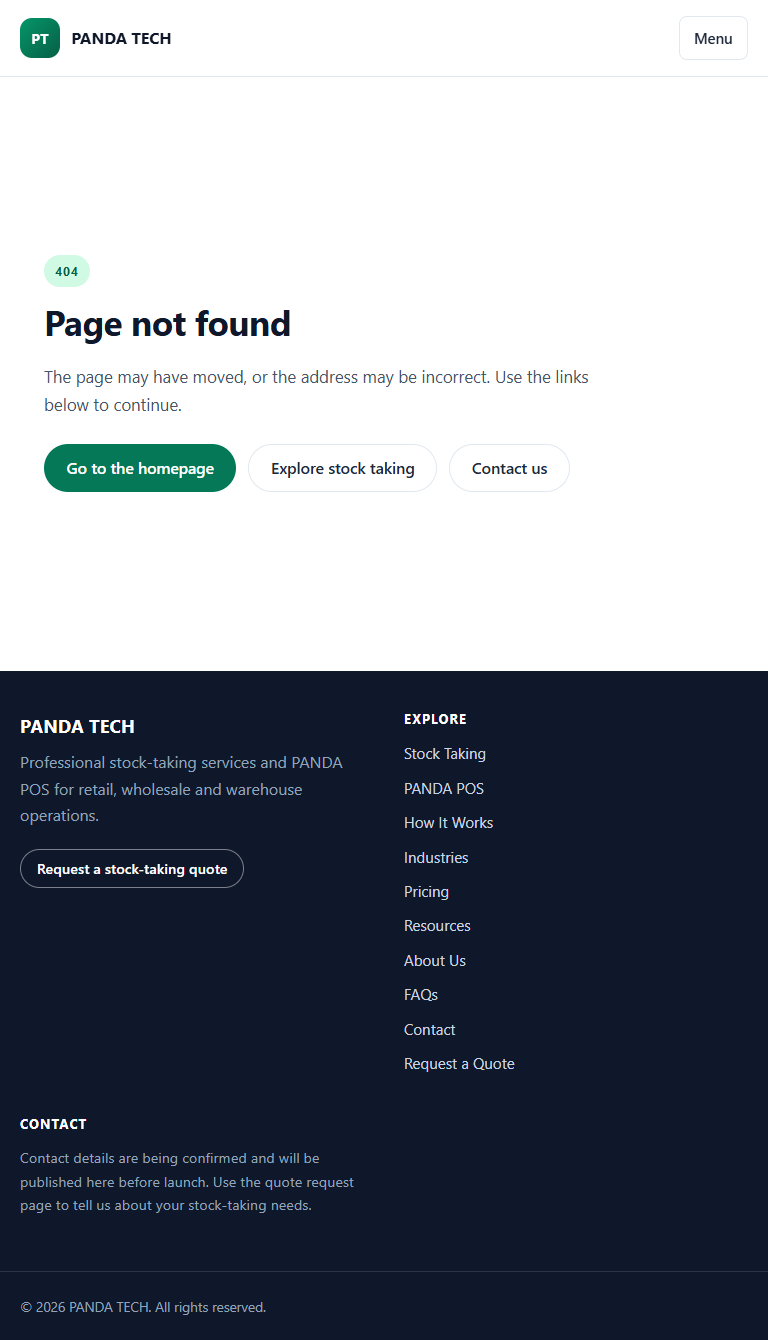 PT
PANDA TECH
Menu
404
Page not found
The page may have moved, or the address may be incorrect. Use the links
below to continue.
Go to the homepage
Explore stock taking
Contact us
PANDA TECH
Professional stock-taking services and PANDA
POS for retail, wholesale and warehouse
operations.
Request a stock-taking quote
EXPLORE
Stock Taking
PANDA POS
How It Works
Industries
Pricing
Resources
About Us
FAQs
Contact
Request a Quote
CONTACT
Contact details are being confirmed and will be
published here before launch. Use the quote request
page to tell us about your stock-taking needs.
© 2026 PANDA TECH. All rights reserved.